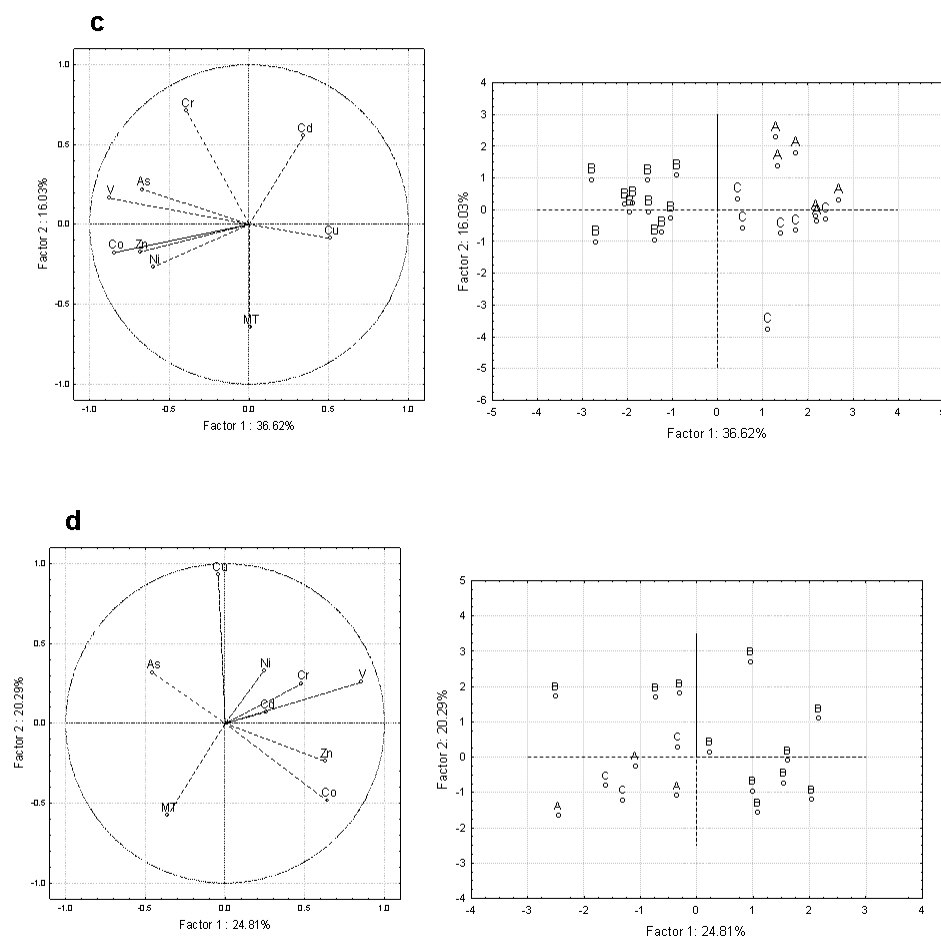 c
1.0
0.5
0.0
-0.5
-1.0
-1.0 -0.5 0.0 0.5 1.0
Factor 2 : 16.03%
Factor 1 : 36.62%
Cr
Cd
As
V
Cu
Co
Zn
Ni
MT
4
3
2
1
0
-1
-2
-3
-4
-5
-6
-5 -4 -3 -2 -1 0 1 2 3 4
Factor 2: 16.03%
Factor 1: 36.62%
A
A
A
B B B
A
C
B B
B B B
A C
B B
C C C
B B
C
d
1.0
0.5
0.0
-0.5
-1.0
-1.0 -0.5 0.0 0.5 1.0
Factor 2 : 20.29%
Factor 1 : 24.81%
Cu
As
Ni
Cr
V
Cd
Zn
Co
MT
5
4
3
2
1
0
-1
-2
-3
-4
-4 -3 -2 -1 0 1 2 3 4
Factor 2: 20.29%
Factor 1: 24.81%
B
B B B
B
C
B
A B
C B B
C A B
A B